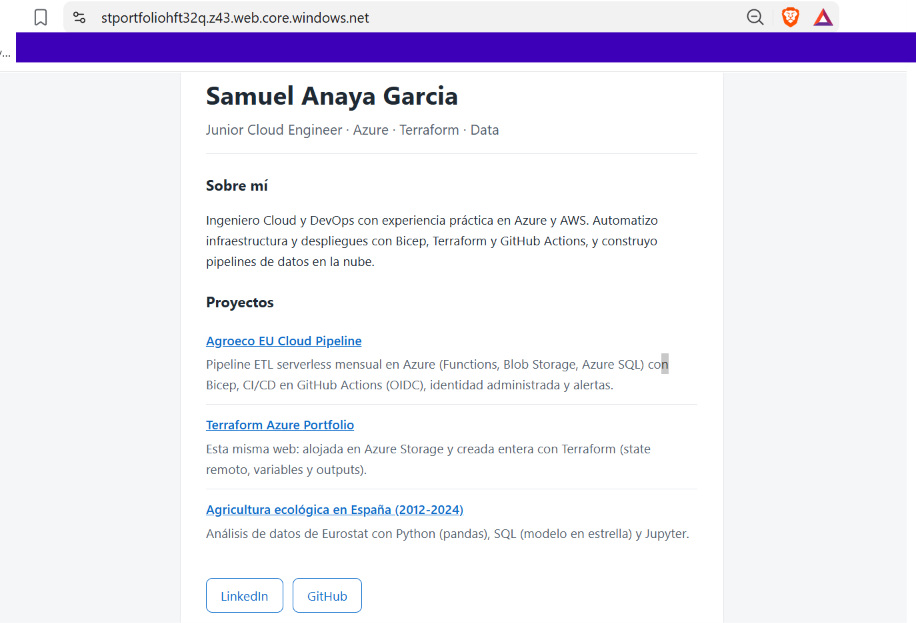 stportfoliohft32q.z43.web.core.windows.net
Samuel Anaya Garcia
Junior Cloud Engineer · Azure · Terraform · Data
Sobre mí
Ingeniero Cloud y DevOps con experiencia práctica en Azure y AWS. Automatizo
infraestructura y despliegues con Bicep, Terraform y GitHub Actions, y construyo
pipelines de datos en la nube.
Proyectos
Agroeco EU Cloud Pipeline
Pipeline ETL serverless mensual en Azure (Functions, Blob Storage, Azure SQL) con
Bicep, CI/CD en GitHub Actions (OIDC), identidad administrada y alertas.
Terraform Azure Portfolio
Esta misma web: alojada en Azure Storage y creada entera con Terraform (state
remoto, variables y outputs).
Agricultura ecológica en España (2012-2024)
Análisis de datos de Eurostat con Python (pandas), SQL (modelo en estrella) y Jupyter.
LinkedIn
GitHub